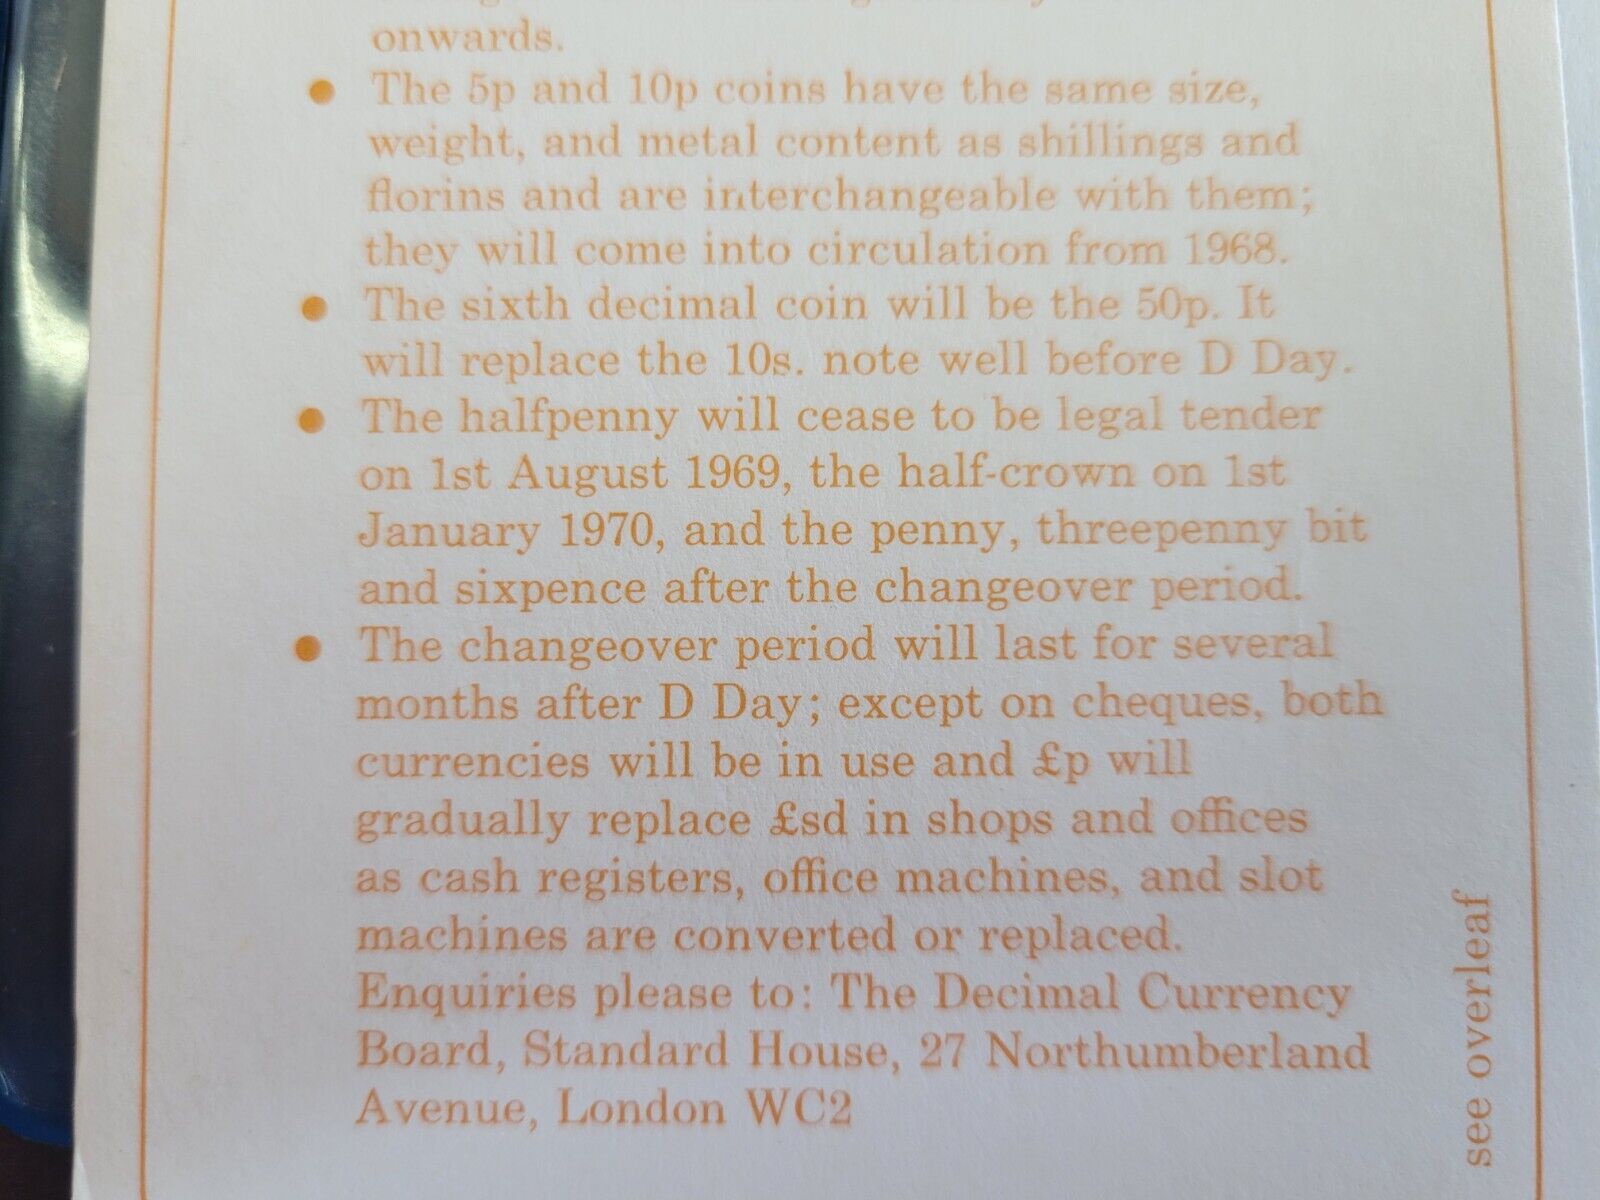 onwards.
● The 5p and 10p coins have the same size,
weight, and metal content as shillings and
florins and are interchangeable with them;
they will come into circulation from 1968.
● The sixth decimal coin will be the 50p. It
will replace the 10s. note well before D Day.
● The halfpenny will cease to be legal tender
on 1st August 1969, the half-crown on 1st
January 1970, and the penny, threepenny bit
and sixpence after the changeover period.
● The changeover period will last for several
months after D Day; except on cheques, both
currencies will be in use and £p will
gradually replace £sd in shops and offices
as cash registers, office machines, and slot
machines are converted or replaced.
Enquiries please to: The Decimal Currency
Board, Standard House, 27 Northumberland
Avenue, London WC2
see overleaf